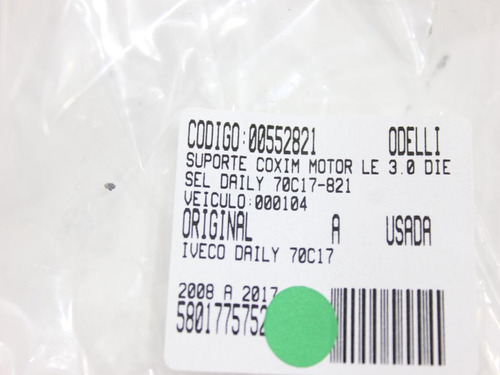 CODIGO:00552821 ODELLI
SUPORTE COXIM MOTOR LE 3.0 DIE
SEL DAILY 70C17-821
VEICULO:000104
ORIGINAL A USADA
IVECO DAILY 70C17
2008 A 2017
5801775752